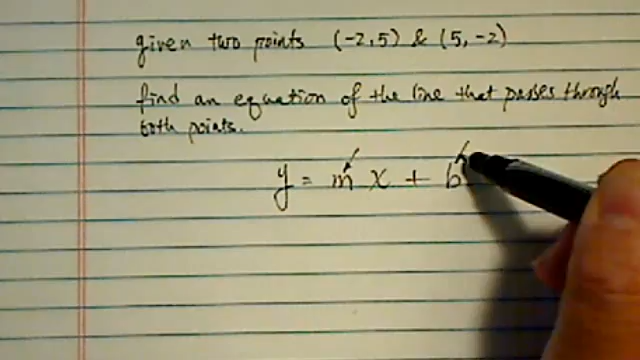 given two points (-2,5) & (5,-2)
find an equation of the line that passes through
both points.
y = m x + b